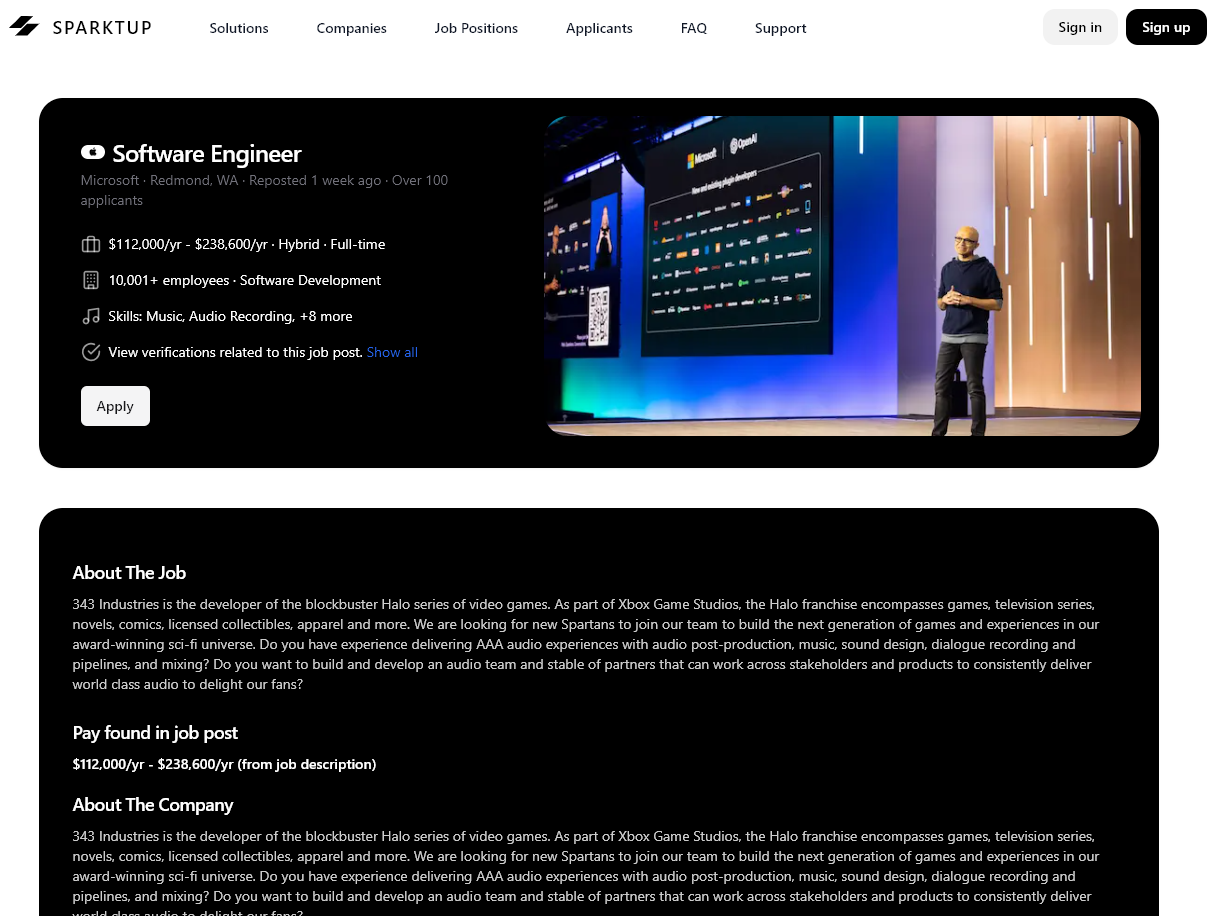 SPARKTUP
Solutions
Companies
Job Positions
Applicants
FAQ
Support
Sign in
Sign up
Software Engineer
Microsoft · Redmond, WA · Reposted 1 week ago · Over 100
applicants
$112,000/yr - $238,600/yr · Hybrid · Full-time
10,001+ employees · Software Development
Skills: Music, Audio Recording, +8 more
View verifications related to this job post. Show all
Apply
Microsoft
OpenAI
New and existing plugin developers
About The Job
343 Industries is the developer of the blockbuster Halo series of video games. As part of Xbox Game Studios, the Halo franchise encompasses games, television series,
novels, comics, licensed collectibles, apparel and more. We are looking for new Spartans to join our team to build the next generation of games and experiences in our
award-winning sci-fi universe. Do you have experience delivering AAA audio experiences with audio post-production, music, sound design, dialogue recording and
pipelines, and mixing? Do you want to build and develop an audio team and stable of partners that can work across stakeholders and products to consistently deliver
world class audio to delight our fans?
Pay found in job post
$112,000/yr - $238,600/yr (from job description)
About The Company
343 Industries is the developer of the blockbuster Halo series of video games. As part of Xbox Game Studios, the Halo franchise encompasses games, television series,
novels, comics, licensed collectibles, apparel and more. We are looking for new Spartans to join our team to build the next generation of games and experiences in our
award-winning sci-fi universe. Do you have experience delivering AAA audio experiences with audio post-production, music, sound design, dialogue recording and
pipelines, and mixing? Do you want to build and develop an audio team and stable of partners that can work across stakeholders and products to consistently deliver
world class audio to delight our fans?